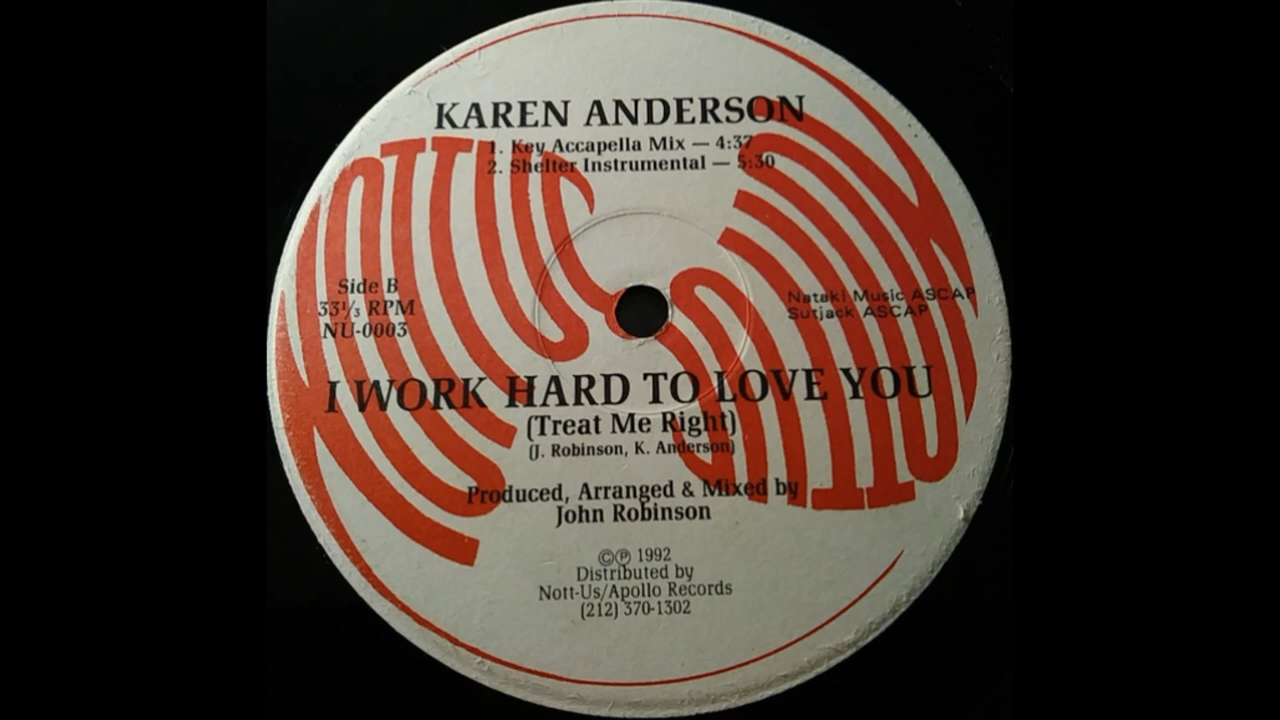 KAREN ANDERSON
1. Key Accapella Mix — 4:37
2. Shelter Instrumental — 5:30
Side B
33⅓ RPM
NU-0003
Nataki Music ASCAP
Sutjack ASCAP
I WORK HARD TO LOVE YOU
(Treat Me Right)
(J. Robinson, K. Anderson)
Produced, Arranged & Mixed by
John Robinson
©℗ 1992
Distributed by
Nott-Us/Apollo Records
(212) 370-1302